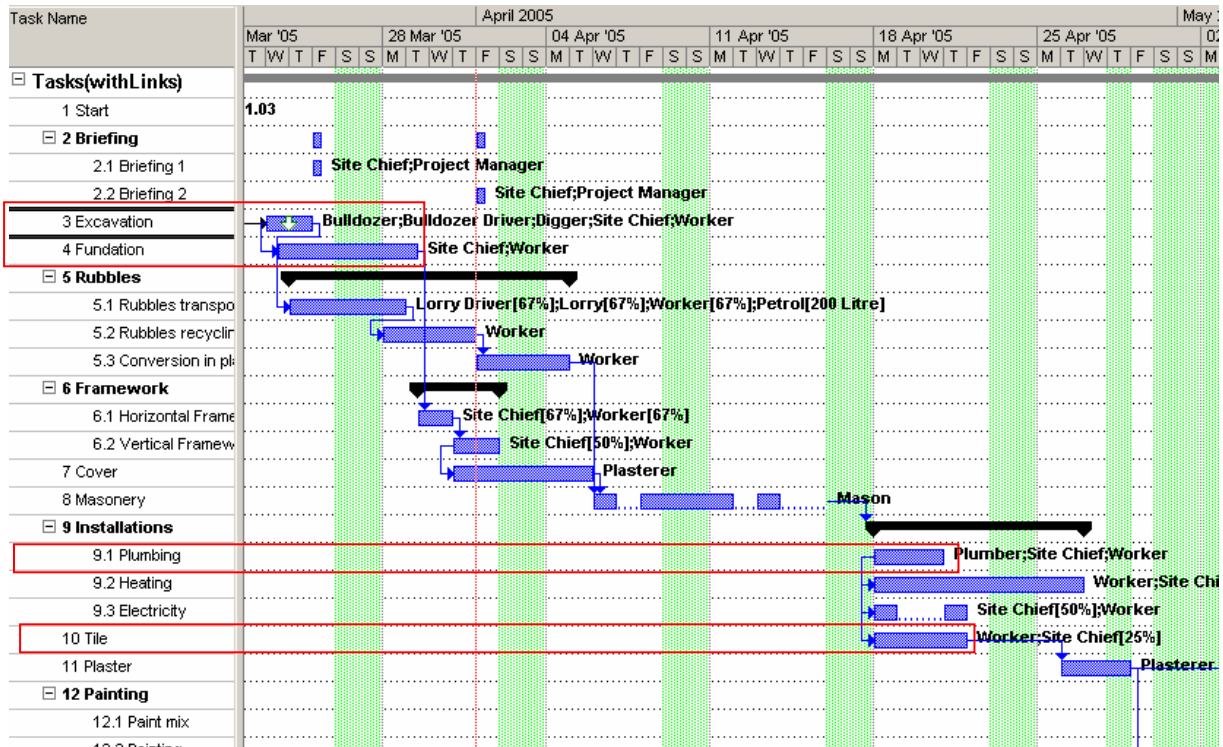 Task Name
April 2005
May
Mar '05 28 Mar '05 04 Apr '05 11 Apr '05 18 Apr '05 25 Apr '05 02
T W T F S S M T W T F S S M T W T F S S M T W T F S S M T W T F S S M T W T F S S M
Tasks(withLinks)
1 Start 1.03
2 Briefing
2.1 Briefing 1 Site Chief;Project Manager
2.2 Briefing 2 Site Chief;Project Manager
3 Excavation Bulldozer;Bulldozer Driver;Digger;Site Chief;Worker
4 Fundation Site Chief;Worker
5 Rubbles
5.1 Rubbles transpo Lorry Driver[67%];Lorry[67%];Worker[67%];Petrol[200 Litre]
5.2 Rubbles recyclin Worker
5.3 Conversion in pla Worker
6 Framework
6.1 Horizontal Frame Site Chief[67%];Worker[67%]
6.2 Vertical Framew Site Chief[50%];Worker
7 Cover Plasterer
8 Masonery Mason
9 Installations
9.1 Plumbing Plumber;Site Chief;Worker
9.2 Heating Worker;Site Chi
9.3 Electricity Site Chief[50%];Worker
10 Tile Worker;Site Chief[25%]
11 Plaster Plasterer
12 Painting
12.1 Paint mix